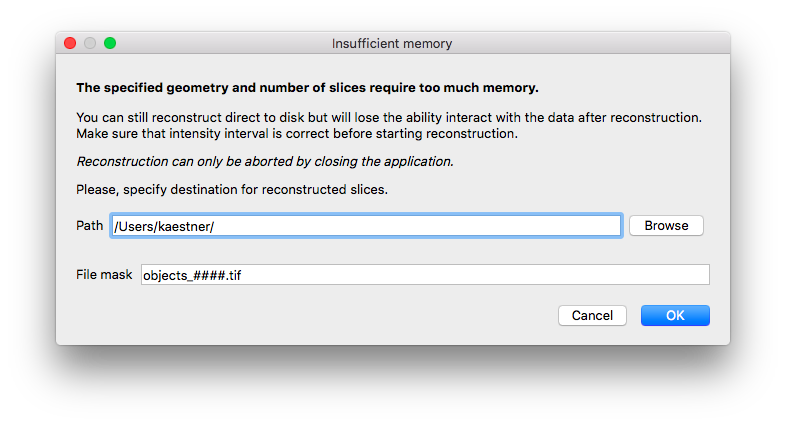 Insufficient memory
The specified geometry and number of slices require too much memory.
You can still reconstruct direct to disk but will lose the ability interact with the data after reconstruction.
Make sure that intensity interval is correct before starting reconstruction.
Reconstruction can only be aborted by closing the application.
Please, specify destination for reconstructed slices.
Path /Users/kaestner/ Browse
File mask objects_####.tif
Cancel OK